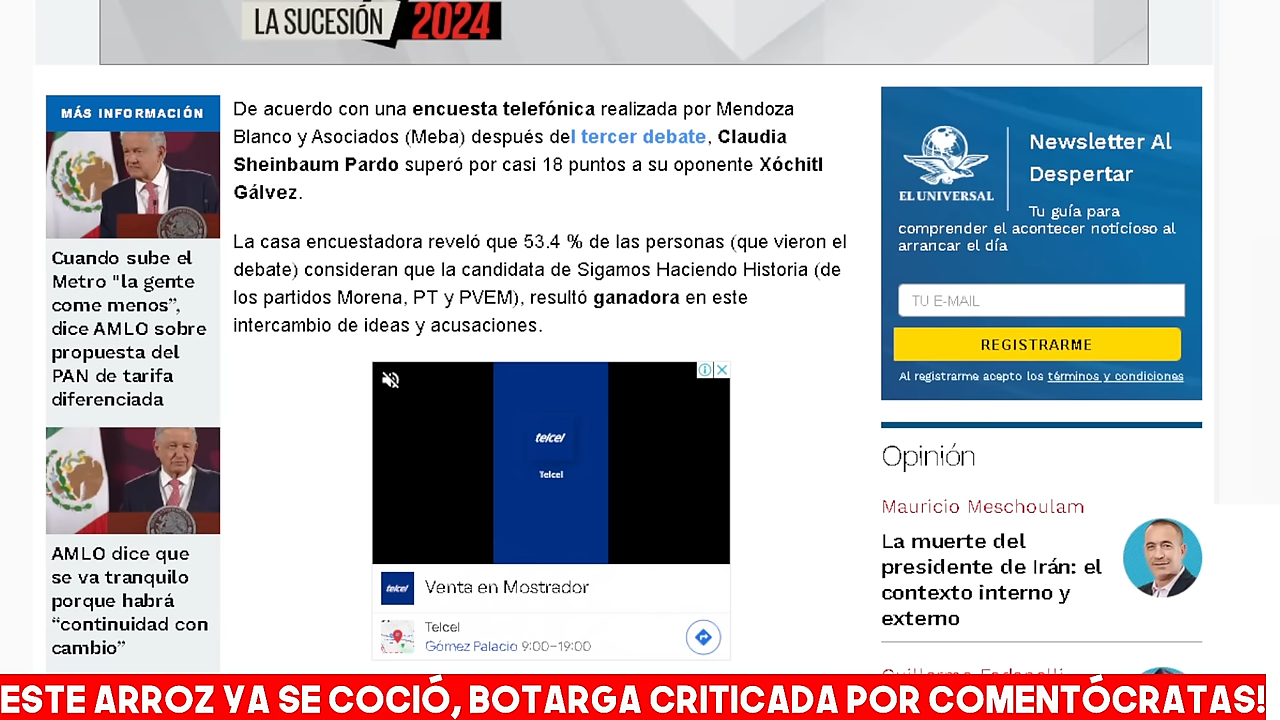 LA SUCESIÓN 2024
MÁS INFORMACIÓN
Cuando sube el
Metro "la gente
come menos”,
dice AMLO sobre
propuesta del
PAN de tarifa
diferenciada
AMLO dice que
se va tranquilo
porque habrá
“continuidad con
cambio”
De acuerdo con una encuesta telefónica realizada por Mendoza
Blanco y Asociados (Meba) después del tercer debate, Claudia
Sheinbaum Pardo superó por casi 18 puntos a su oponente Xóchitl
Gálvez.
La casa encuestadora reveló que 53.4 % de las personas (que vieron el
debate) consideran que la candidata de Sigamos Haciendo Historia (de
los partidos Morena, PT y PVEM), resultó ganadora en este
intercambio de ideas y acusaciones.
telcel
Telcel
telcel
Venta en Mostrador
Telcel
Gómez Palacio 9:00–19:00
EL UNIVERSAL
Newsletter Al
Despertar
Tu guía para
comprender el acontecer noticioso al
arrancar el día
TU E-MAIL
REGISTRARME
Al registrarme acepto los términos y condiciones
Opinión
Mauricio Meschoulam
La muerte del
presidente de Irán: el
contexto interno y
externo
ESTE ARROZ YA SE COCIÓ, BOTARGA CRITICADA POR COMENTÓCRATAS!